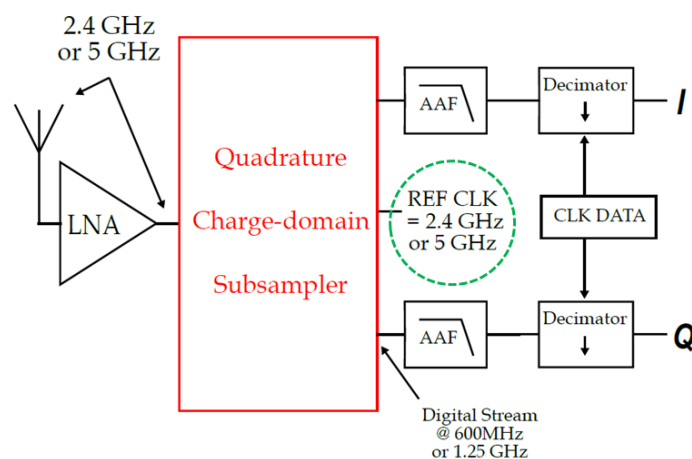 2.4 GHz
or 5 GHz
LNA
Quadrature
Charge-domain
Subsampler
AAF
Decimator
I
REF CLK
= 2.4 GHz
or 5 GHz
CLK DATA
AAF
Decimator
Q
Digital Stream
@ 600MHz
or 1.25 GHz